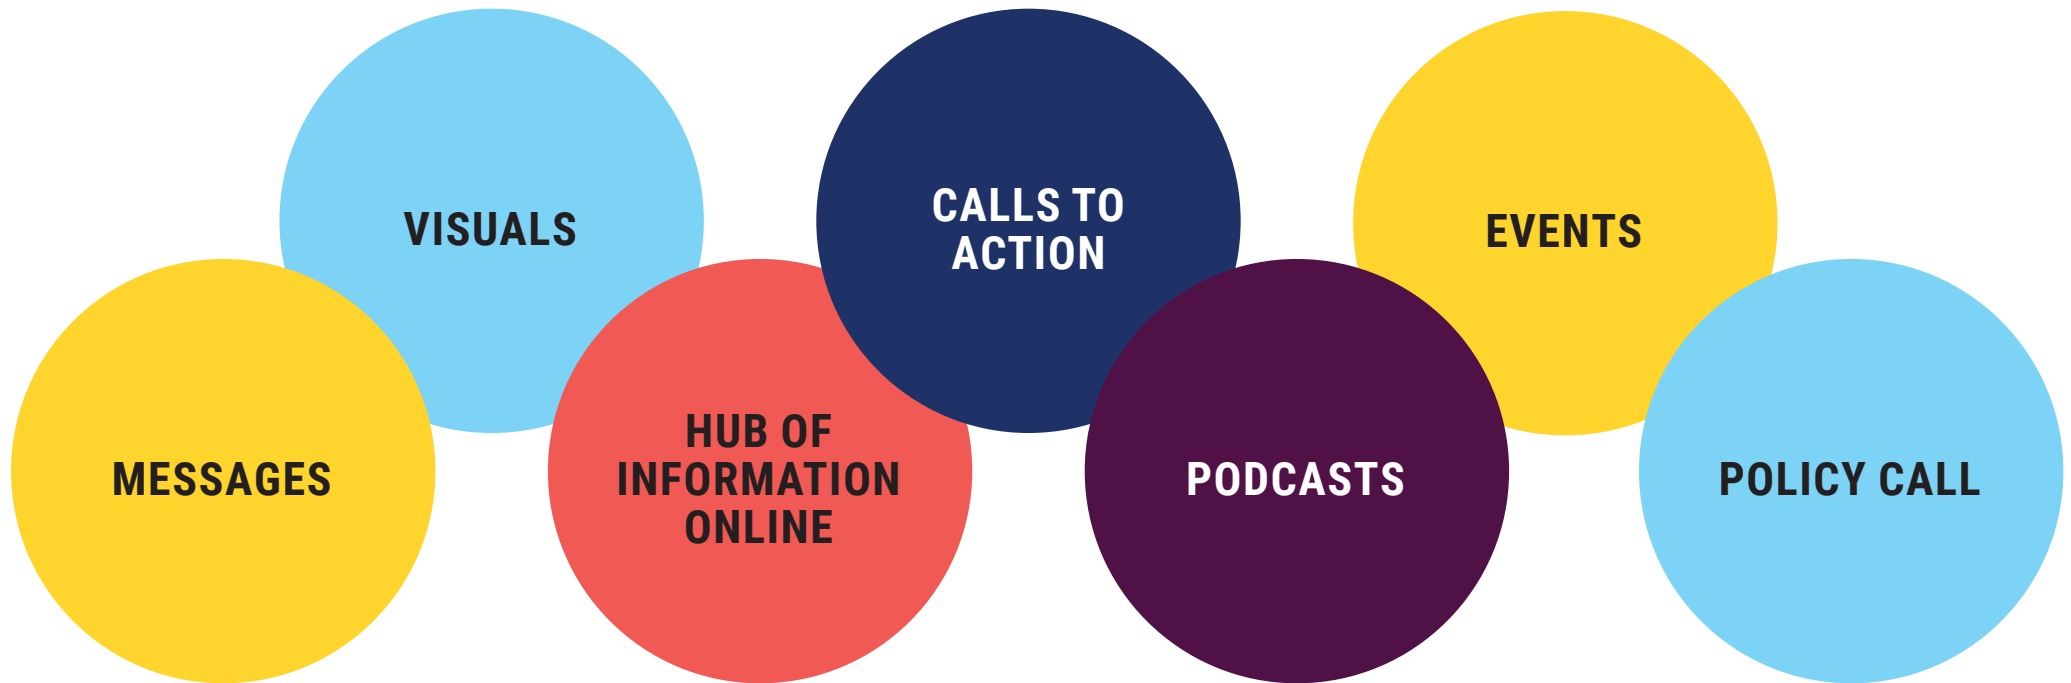 MESSAGES
VISUALS
HUB OF
INFORMATION
ONLINE
CALLS TO
ACTION
PODCASTS
EVENTS
POLICY CALL